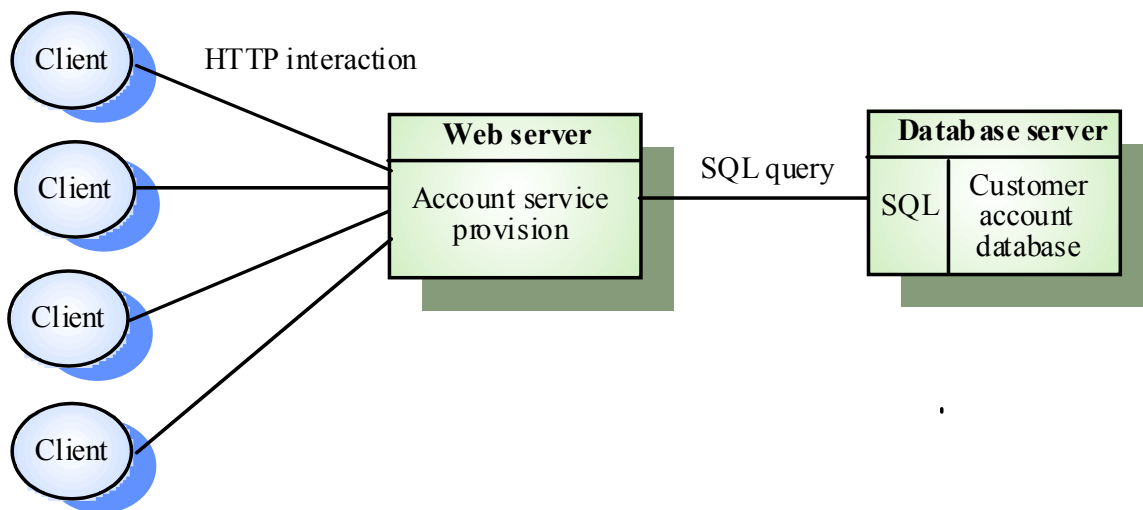 Client
HTTP interaction
Web server
Account service
provision
Client
Client
Client
SQL query
Database server
SQL
Customer
account
database